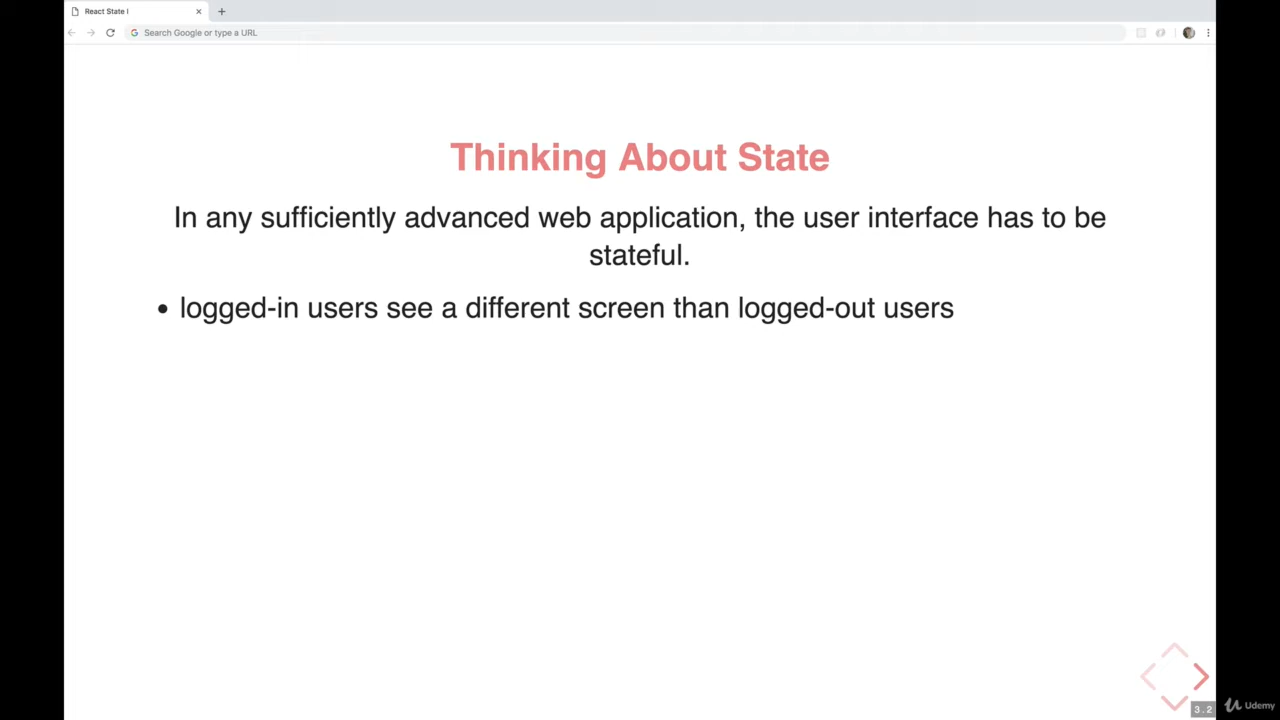 React State |
Search Google or type a URL
Thinking About State
In any sufficiently advanced web application, the user interface has to be
stateful.
• logged-in users see a different screen than logged-out users
3.2
Udemy